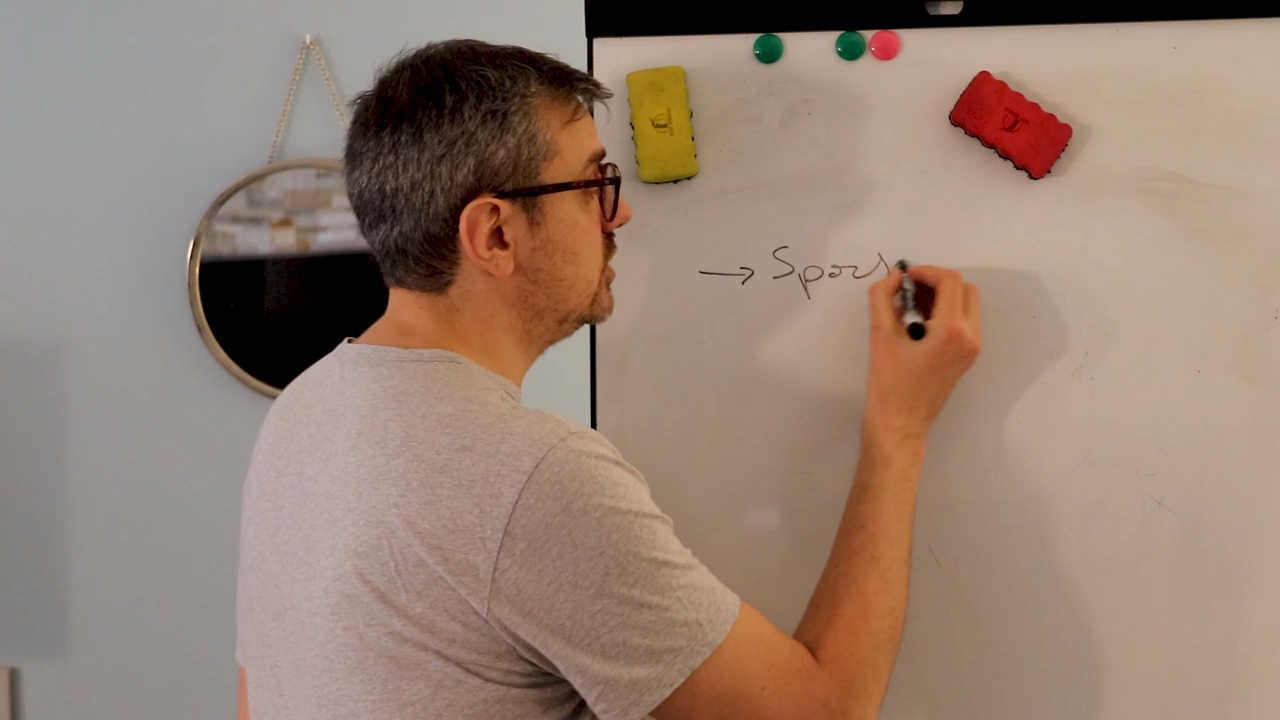 → Spor